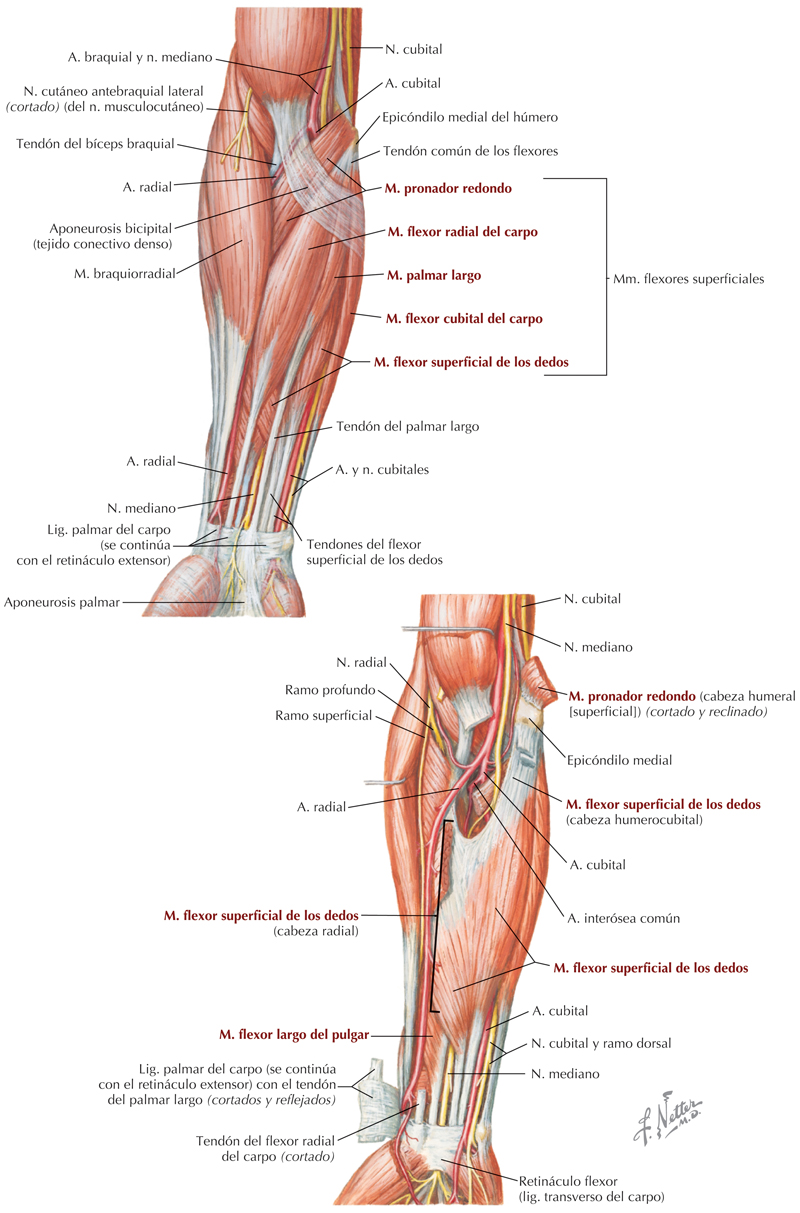 A. braquial y n. mediano
N. cutáneo antebraquial lateral
(cortado) (del n. musculocutáneo)
Tendón del bíceps braquial
A. radial
Aponeurosis bicipital
(tejido conectivo denso)
M. braquiorradial
A. radial
N. mediano
Lig. palmar del carpo
(se continúa
con el retináculo extensor)
Aponeurosis palmar
N. cubital
A. cubital
Epicóndilo medial del húmero
Tendón común de los flexores
M. pronador redondo
M. flexor radial del carpo
M. palmar largo
M. flexor cubital del carpo
M. flexor superficial de los dedos
Mm. flexores superficiales
Tendón del palmar largo
A. y n. cubitales
Tendones del flexor
superficial de los dedos
N. radial
Ramo profundo
Ramo superficial
A. radial
M. flexor superficial de los dedos
(cabeza radial)
M. flexor largo del pulgar
Lig. palmar del carpo (se continúa
con el retináculo extensor) con el tendón
del palmar largo (cortados y reflejados)
Tendón del flexor radial
del carpo (cortado)
N. cubital
N. mediano
M. pronador redondo (cabeza humeral
[superficial]) (cortado y reclinado)
Epicóndilo medial
M. flexor superficial de los dedos
(cabeza humerocubital)
A. cubital
A. interósea común
M. flexor superficial de los dedos
A. cubital
N. cubital y ramo dorsal
N. mediano
Retináculo flexor
(lig. transverso del carpo)
F. Netter
M.D.